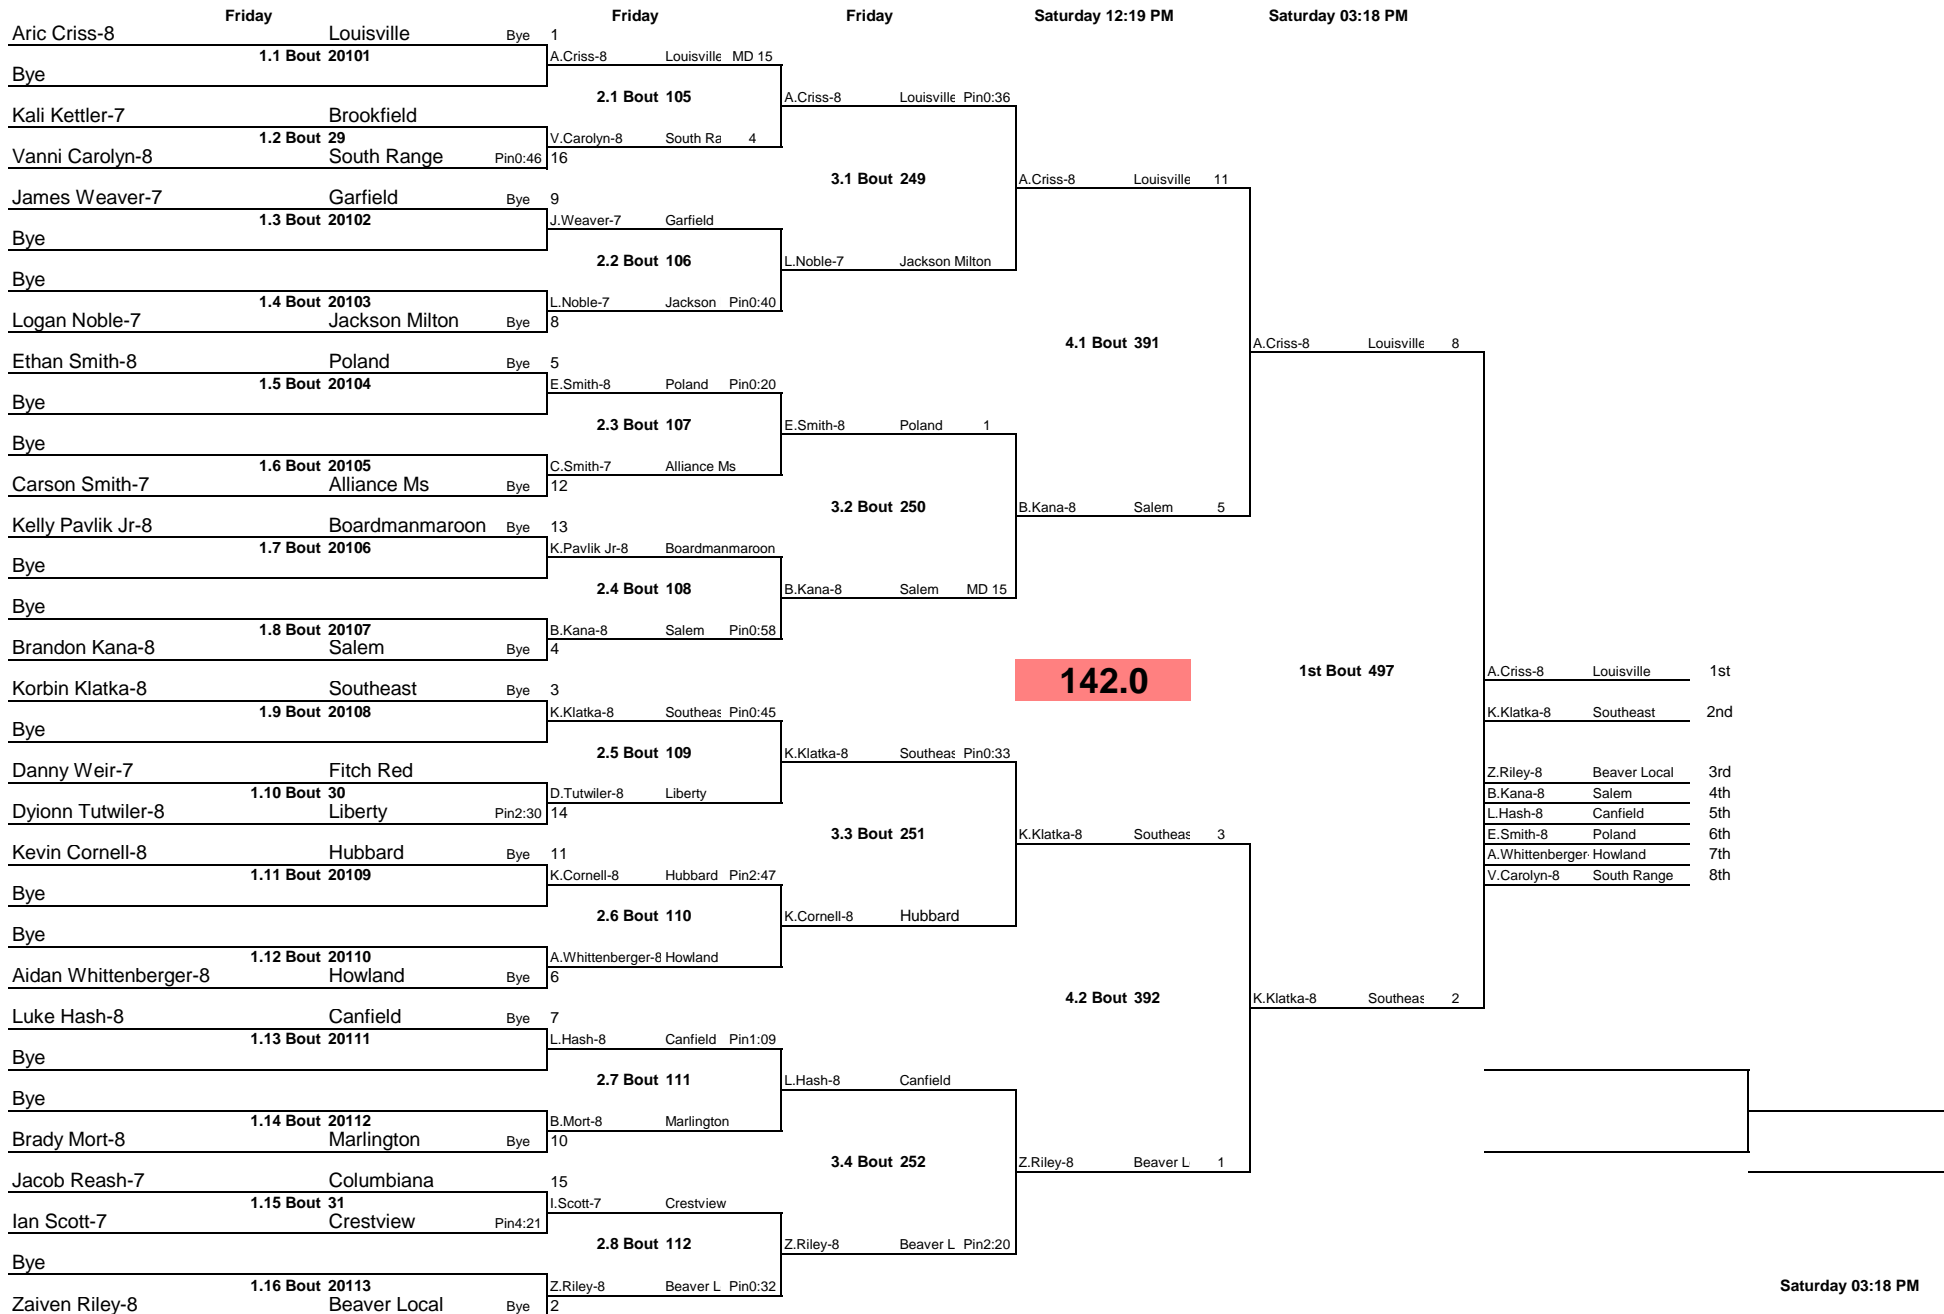 Friday Friday Friday Saturday 12:19 PM Saturday 03:18 PM
Aric Criss-8 Louisville Bye 1
1.1 Bout 20101 A.Criss-8 Louisville MD 15
Bye
2.1 Bout 105 A.Criss-8 Louisville Pin0:36
Kali Kettler-7 Brookfield
1.2 Bout 29 V.Carolyn-8 South Ra 4
Vanni Carolyn-8 South Range Pin0:46 16
3.1 Bout 249 A.Criss-8 Louisville 11
James Weaver-7 Garfield Bye 9
1.3 Bout 20102 J.Weaver-7 Garfield
Bye
2.2 Bout 106 L.Noble-7 Jackson Milton
Bye
1.4 Bout 20103 L.Noble-7 Jackson Pin0:40
Logan Noble-7 Jackson Milton Bye 8
4.1 Bout 391 A.Criss-8 Louisville 8
Ethan Smith-8 Poland Bye 5
1.5 Bout 20104 E.Smith-8 Poland Pin0:20
Bye
2.3 Bout 107 E.Smith-8 Poland 1
Bye
1.6 Bout 20105 C.Smith-7 Alliance Ms
Carson Smith-7 Alliance Ms Bye 12
3.2 Bout 250 B.Kana-8 Salem 5
Kelly Pavlik Jr-8 Boardmanmaroon Bye 13
1.7 Bout 20106 K.Pavlik Jr-8 Boardmanmaroon
Bye
2.4 Bout 108 B.Kana-8 Salem MD 15
Bye
1.8 Bout 20107 B.Kana-8 Salem Pin0:58
Brandon Kana-8 Salem Bye 4
142.0 1st Bout 497 A.Criss-8 Louisville 1st
Korbin Klatka-8 Southeast Bye 3
1.9 Bout 20108 K.Klatka-8 Southeas Pin0:45 K.Klatka-8 Southeast 2nd
Bye
2.5 Bout 109 K.Klatka-8 Southeas Pin0:33
Danny Weir-7 Fitch Red Z.Riley-8 Beaver Local 3rd
1.10 Bout 30 D.Tutwiler-8 Liberty B.Kana-8 Salem 4th
Dyionn Tutwiler-8 Liberty Pin2:30 14 L.Hash-8 Canfield 5th
3.3 Bout 251 K.Klatka-8 Southeas 3 E.Smith-8 Poland 6th
Kevin Cornell-8 Hubbard Bye 11 A.Whittenberger- Howland 7th
1.11 Bout 20109 K.Cornell-8 Hubbard Pin2:47 V.Carolyn-8 South Range 8th
Bye
2.6 Bout 110 K.Cornell-8 Hubbard
Bye
1.12 Bout 20110 A.Whittenberger-8 Howland
Aidan Whittenberger-8 Howland Bye 6
4.2 Bout 392 K.Klatka-8 Southeas 2
Luke Hash-8 Canfield Bye 7
1.13 Bout 20111 L.Hash-8 Canfield Pin1:09
Bye
2.7 Bout 111 L.Hash-8 Canfield
Bye
1.14 Bout 20112 B.Mort-8 Marlington
Brady Mort-8 Marlington Bye 10
3.4 Bout 252 Z.Riley-8 Beaver L 1
Jacob Reash-7 Columbiana 15
1.15 Bout 31 I.Scott-7 Crestview
Ian Scott-7 Crestview Pin4:21
2.8 Bout 112 Z.Riley-8 Beaver L Pin2:20
Bye
1.16 Bout 20113 Z.Riley-8 Beaver L Pin0:32 Saturday 03:18 PM
Zaiven Riley-8 Beaver Local Bye 2